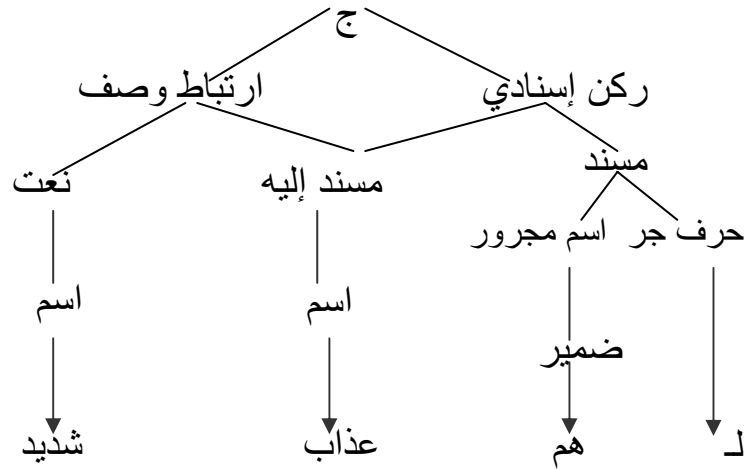 ج
ركن إسنادي ارتباط وصف
مسند
مسند إليه نعت
حرف جر اسم مجرور
اسم اسم
ضمير
لـ هم عذاب شديد